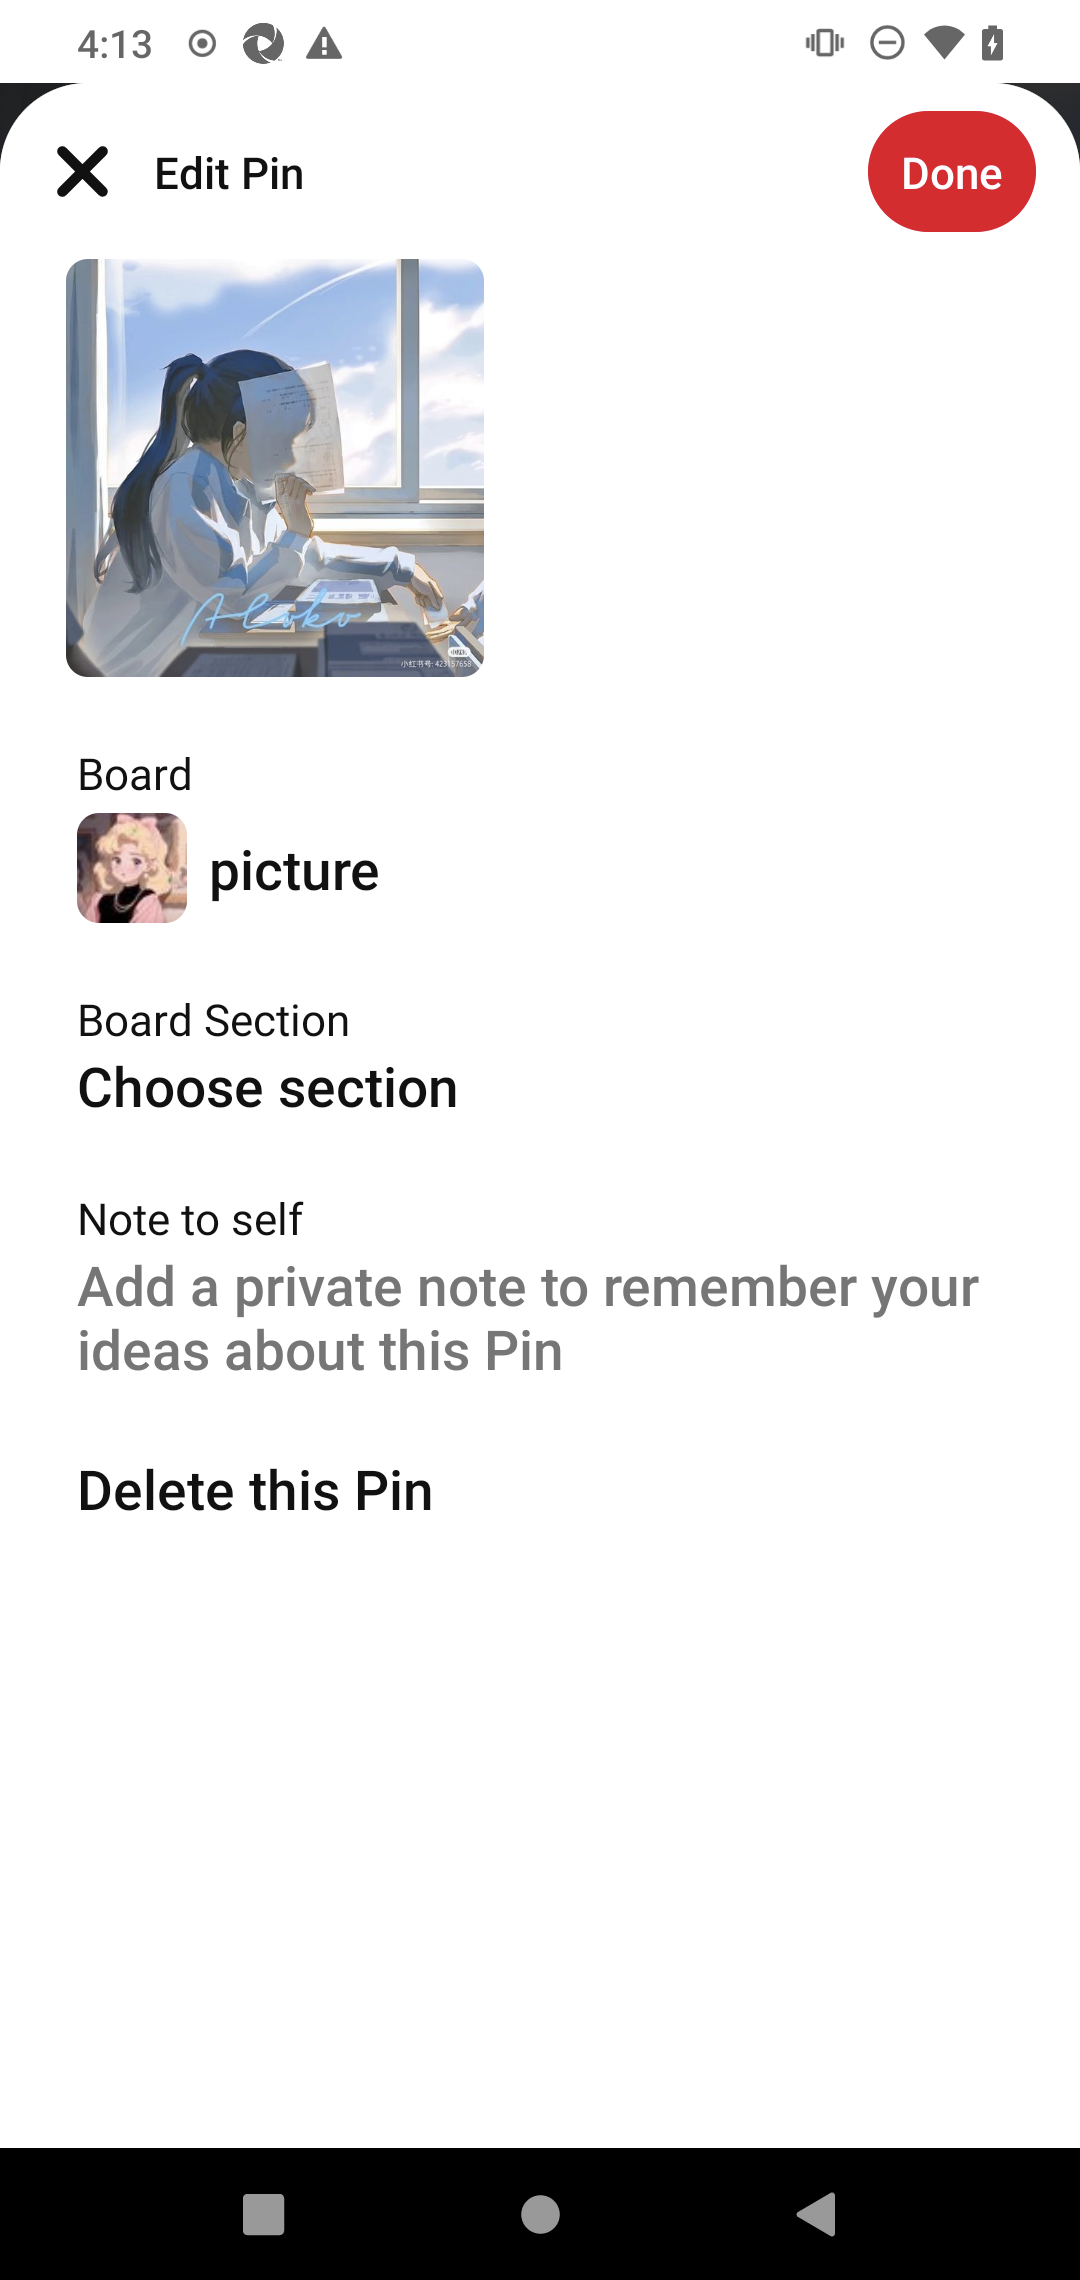 4:13
Edit Pin
Done
Aloko
小红书号: 423157658
Board
picture
Board Section
Choose section
Note to self
Add a private note to remember your
ideas about this Pin
Delete this Pin